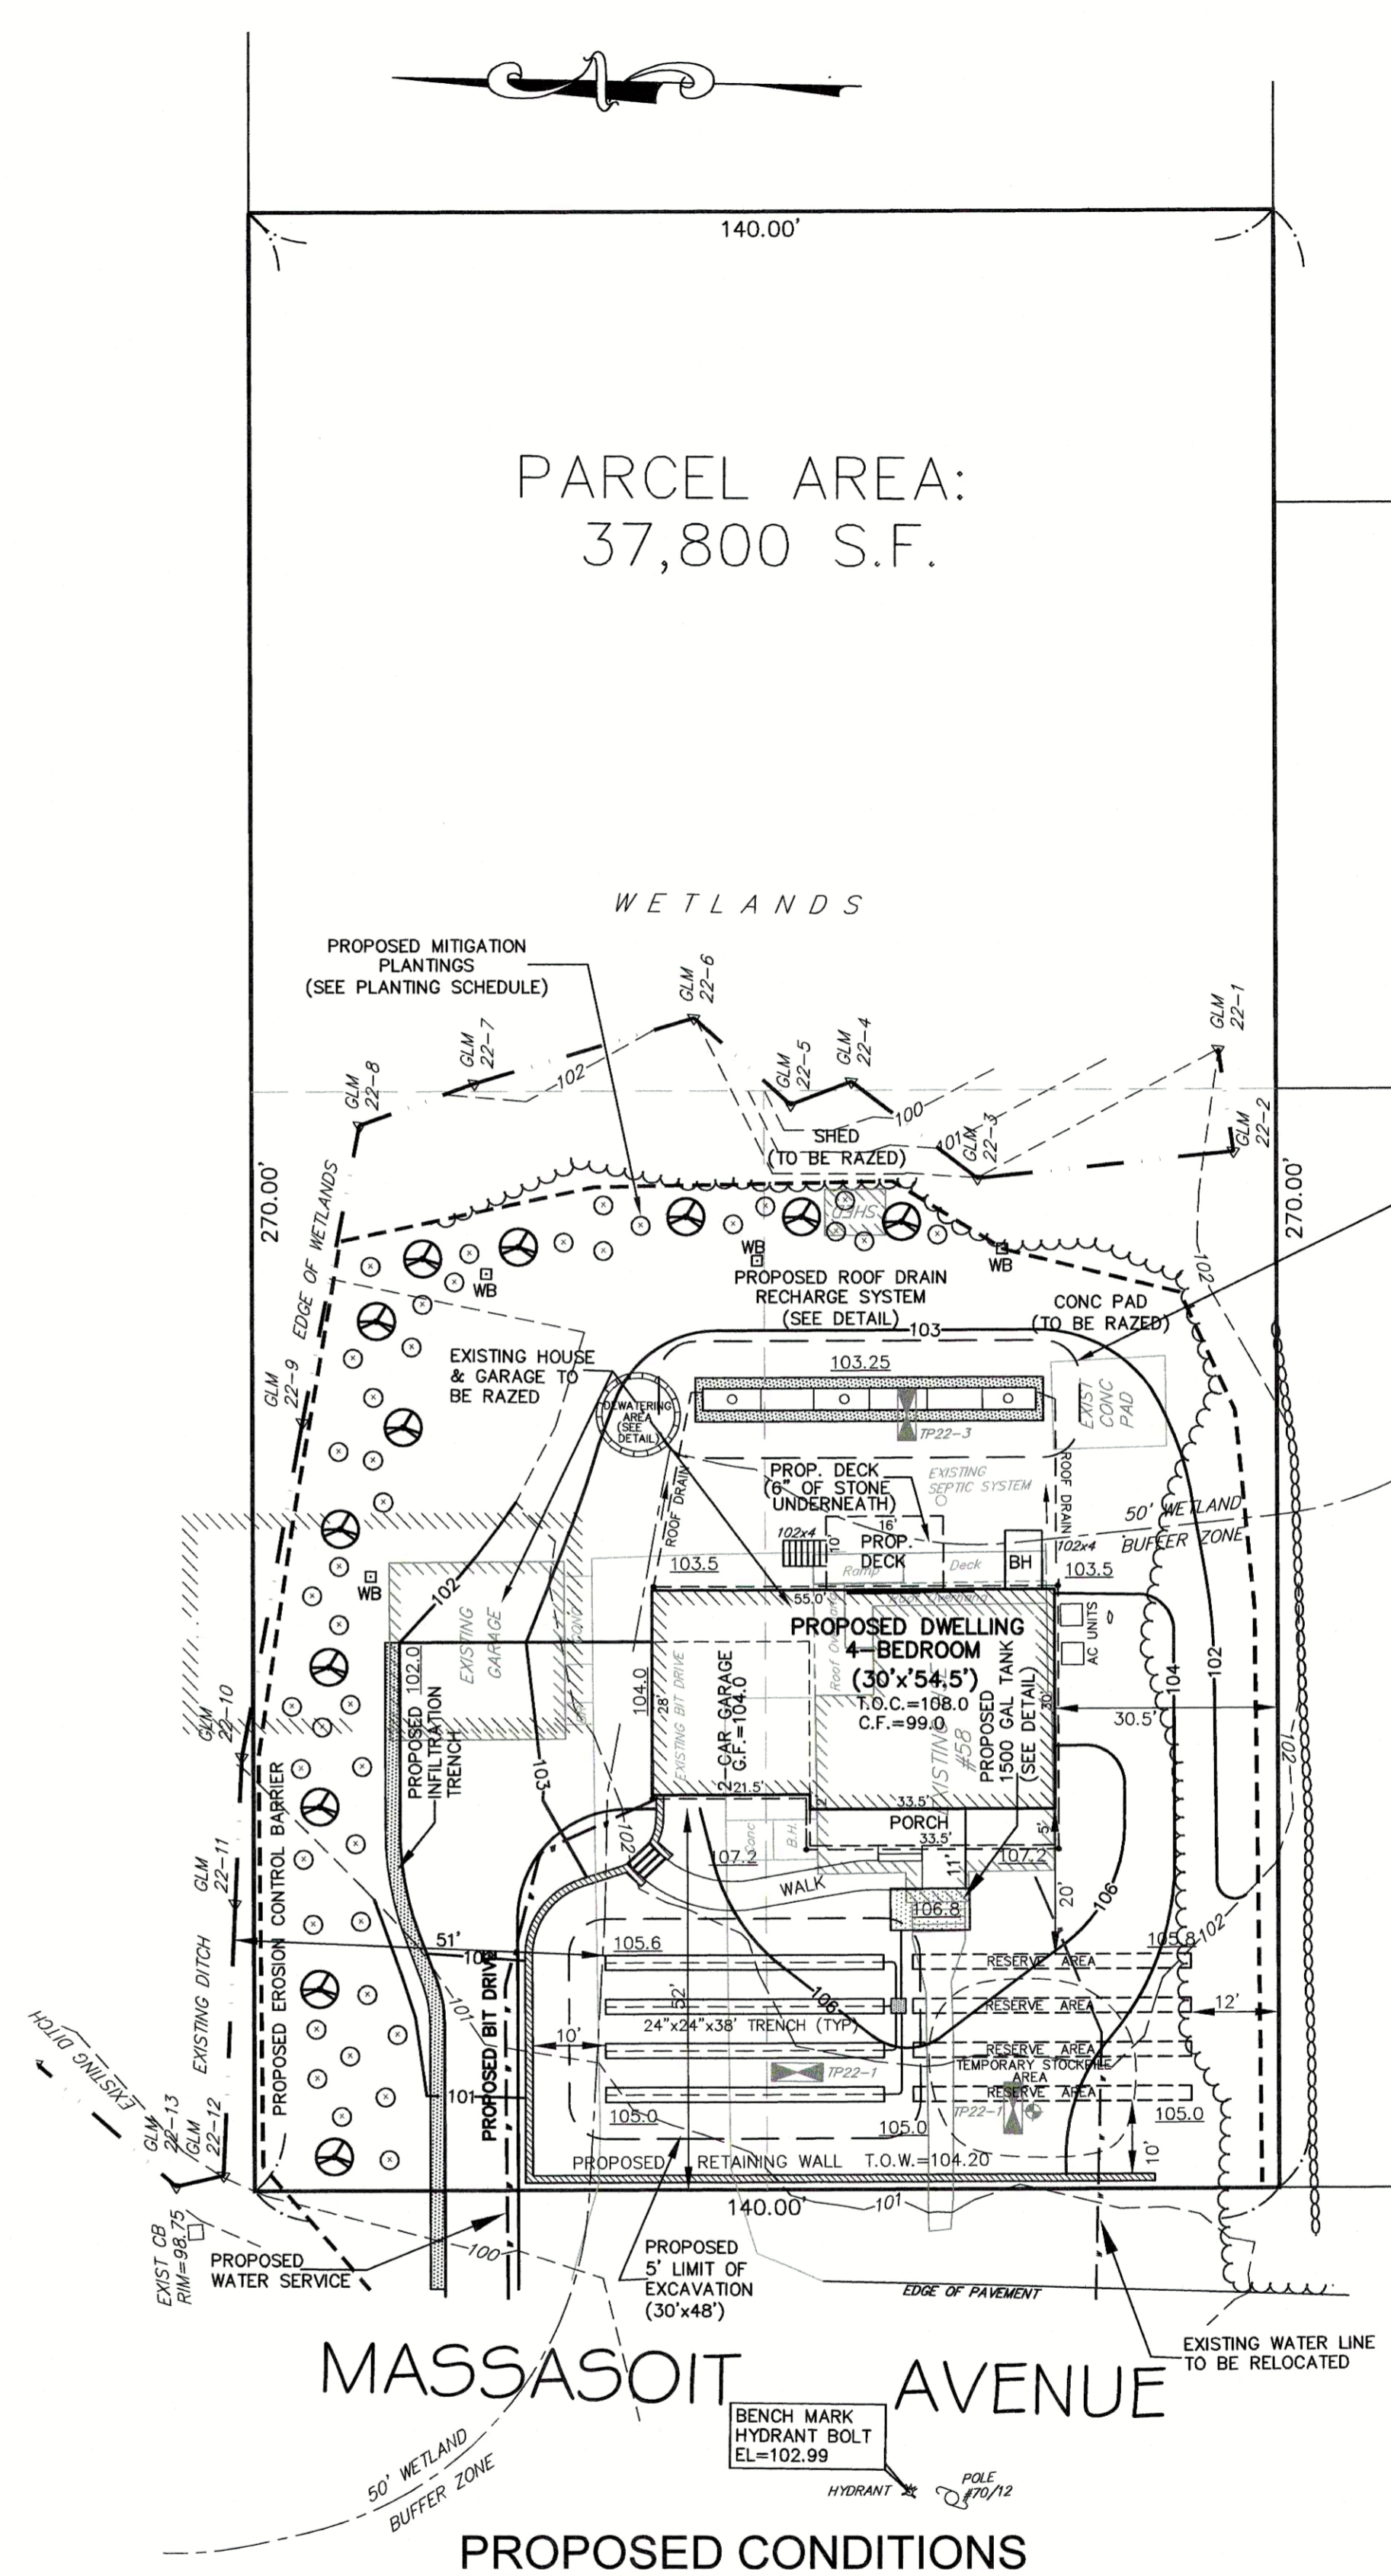 140.00'
PARCEL AREA:
37,800 S.F.
WETLANDS
PROPOSED MITIGATION
PLANTINGS
(SEE PLANTING SCHEDULE)
GLM
22-6
GLM
22-7
GLM
22-8
GLM
22-5
GLM
22-4
GLM
22-1
GLM
22-2
GLM
22-3
102
100
101
SHED
(TO BE RAZED)
SHED
270.00'
270.00'
EDGE OF WETLANDS
GLM
22-9
WB
WB
WB
102
PROPOSED ROOF DRAIN
RECHARGE SYSTEM
(SEE DETAIL)
103
CONC PAD
(TO BE RAZED)
103.25
EXIST
CONC
PAD
EXISTING HOUSE
& GARAGE TO
BE RAZED
DEWATERING
AREA
(SEE
DETAIL)
TP22-3
ROOF DRAIN
ROOF DRAIN
PROP. DECK
(6" OF STONE
UNDERNEATH)
EXISTING
SEPTIC SYSTEM
50' WETLAND
BUFFER ZONE
102x4
16'
10'
PROP.
DECK
Ramp
Deck
BH
102x4
103.5
103.5
WB
102
EXISTING
GARAGE
CONC
55.0'
Roof Overhang
Roof Overhang
PROPOSED DWELLING
4-BEDROOM
(30'x54.5')
T.O.C.=108.0
C.F.=99.0
AC UNITS
104.0
28'
EXISTING BIT DRIVE
2-CAR GARAGE
G.F.=104.0
#58
PROPOSED
1500 GAL TANK
(SEE DETAIL)
30'
104
102
30.5'
102
PROPOSED 102.0
INFILTRATION
TRENCH
GLM
22-10
103
21.5'
2'
33.5'
PORCH
33.5'
5'
102
Conc
B.H.
107.2
107.2
11'
WALK
106.8
20'
106
PROPOSED EROSION CONTROL BARRIER
GLM
22-11
EXISTING DITCH
51'
105.6
105.8
102
RESERVE AREA
102
101
PROPOSED BIT DRIVE
52'
106
24"x24"x38' TRENCH (TYP)
RESERVE AREA
12'
10'
RESERVE AREA
TEMPORARY STOCKPILE
AREA
RESERVE AREA
TP22-1
TP22-1
101
105.0
105.0
105.0
EXISTING DITCH
GLM
22-13
GLM
22-12
PROPOSED RETAINING WALL T.O.W.=104.20
10'
140.00'
101
EXIST CB
RIM=98.75
100
PROPOSED
WATER SERVICE
PROPOSED
5' LIMIT OF
EXCAVATION
(30'x48')
EDGE OF PAVEMENT
EXISTING WATER LINE
TO BE RELOCATED
MASSASOIT AVENUE
BENCH MARK
HYDRANT BOLT
EL=102.99
50' WETLAND
BUFFER ZONE
HYDRANT
POLE
#70/12
PROPOSED CONDITIONS